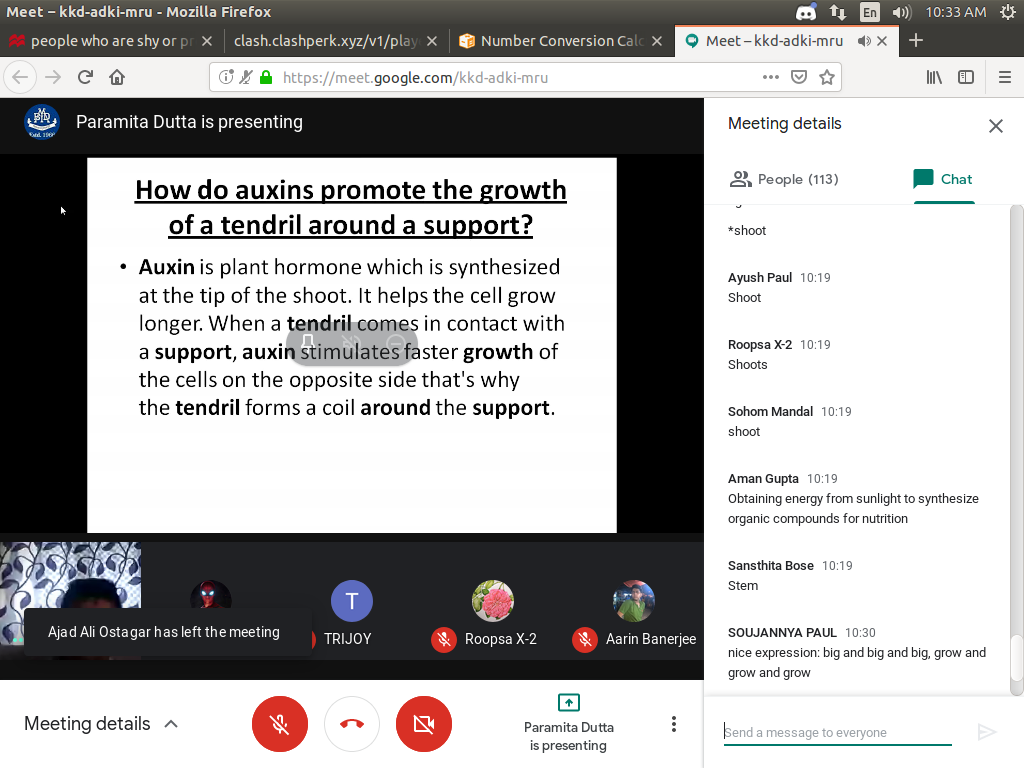 Meet – kkd-adki-mru - Mozilla Firefox
En
10:33 AM
people who are shy or pr
clash.clashperk.xyz/v1/play
Number Conversion Calc
Meet – kkd-adki-mru
https://meet.google.com/kkd-adki-mru
Paramita Dutta is presenting
How do auxins promote the growth
of a tendril around a support?
• Auxin is plant hormone which is synthesized
at the tip of the shoot. It helps the cell grow
longer. When a tendril comes in contact with
a support, auxin stimulates faster growth of
the cells on the opposite side that's why
the tendril forms a coil around the support.
Ajad Ali Ostagar has left the meeting
T
TRIJOY
Roopsa X-2
Aarin Banerjee
Meeting details
Paramita Dutta
is presenting
Meeting details
People (113)
Chat
*shoot
Ayush Paul 10:19
Shoot
Roopsa X-2 10:19
Shoots
Sohom Mandal 10:19
shoot
Aman Gupta 10:19
Obtaining energy from sunlight to synthesize
organic compounds for nutrition
Sansthita Bose 10:19
Stem
SOUJANNYA PAUL 10:30
nice expression: big and big and big, grow and
grow and grow
Send a message to everyone